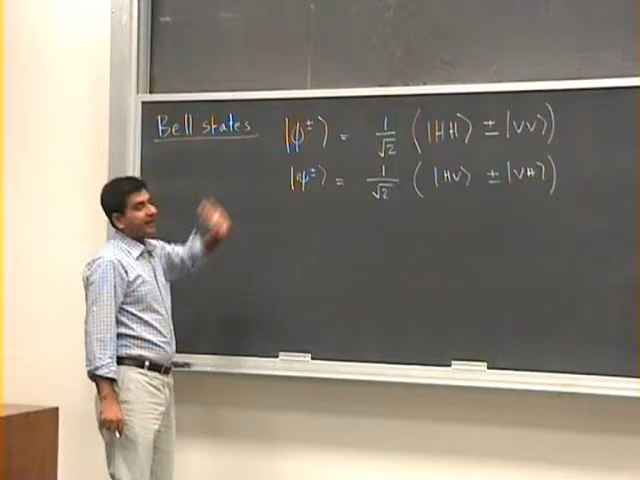 Bell states |ϕ±⟩ = 1/√2 (|HH⟩ ± |VV⟩)
|ψ±⟩ = 1/√2 (|HV⟩ ± |VH⟩)